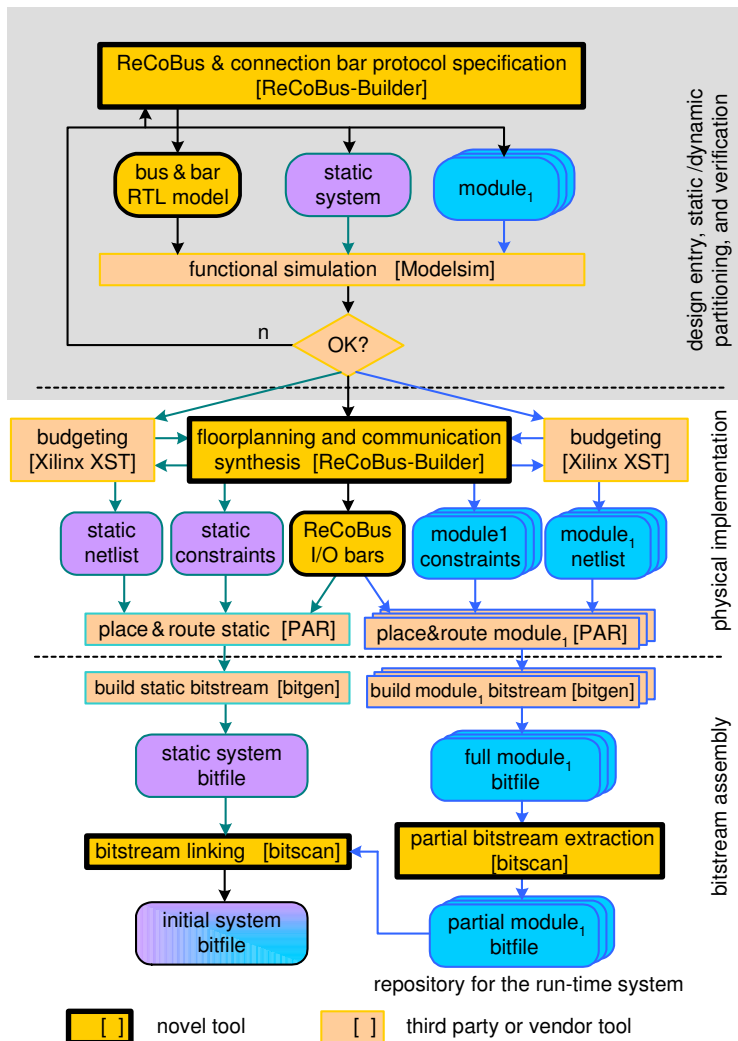 ReCoBus & connection bar protocol specification
[ReCoBus-Builder]
bus & bar
RTL model
static
system
module₁
functional simulation [Modelsim]
n
OK?
design entry, static /dynamic
partitioning, and verification
budgeting
[Xilinx XST]
floorplanning and communication
synthesis [ReCoBus-Builder]
budgeting
[Xilinx XST]
static
netlist
static
constraints
ReCoBus
I/O bars
module1
constraints
module₁
netlist
place & route static [PAR]
place&route module₁ [PAR]
physical implementation
build static bitstream [bitgen]
build module₁ bitstream [bitgen]
static system
bitfile
full module₁
bitfile
bitstream linking [bitscan]
partial bitstream extraction
[bitscan]
initial system
bitfile
partial module₁
bitfile
repository for the run-time system
bitstream assembly
[ ] novel tool
[ ] third party or vendor tool